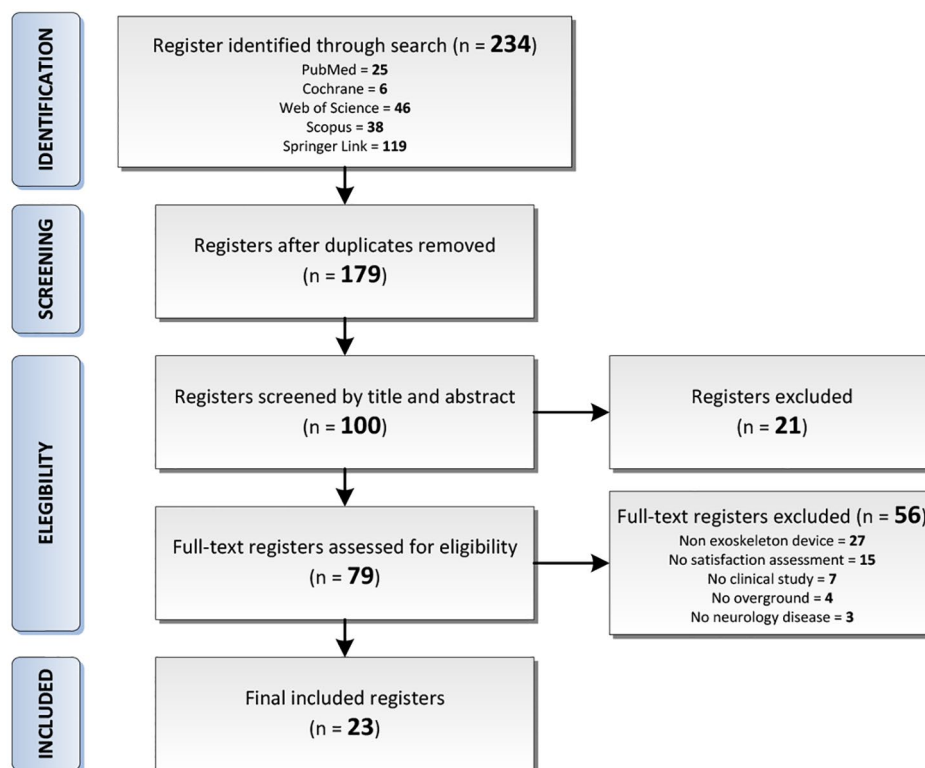 IDENTIFICATION
Register identified through search (n = 234)
PubMed = 25
Cochrane = 6
Web of Science = 46
Scopus = 38
Springer Link = 119
SCREENING
Registers after duplicates removed
(n = 179)
ELEGIBILITY
Registers screened by title and abstract
(n = 100)
Registers excluded
(n = 21)
Full-text registers assessed for eligibility
(n = 79)
Full-text registers excluded (n = 56)
Non exoskeleton device = 27
No satisfaction assessment = 15
No clinical study = 7
No overground = 4
No neurology disease = 3
INCLUDED
Final included registers
(n = 23)